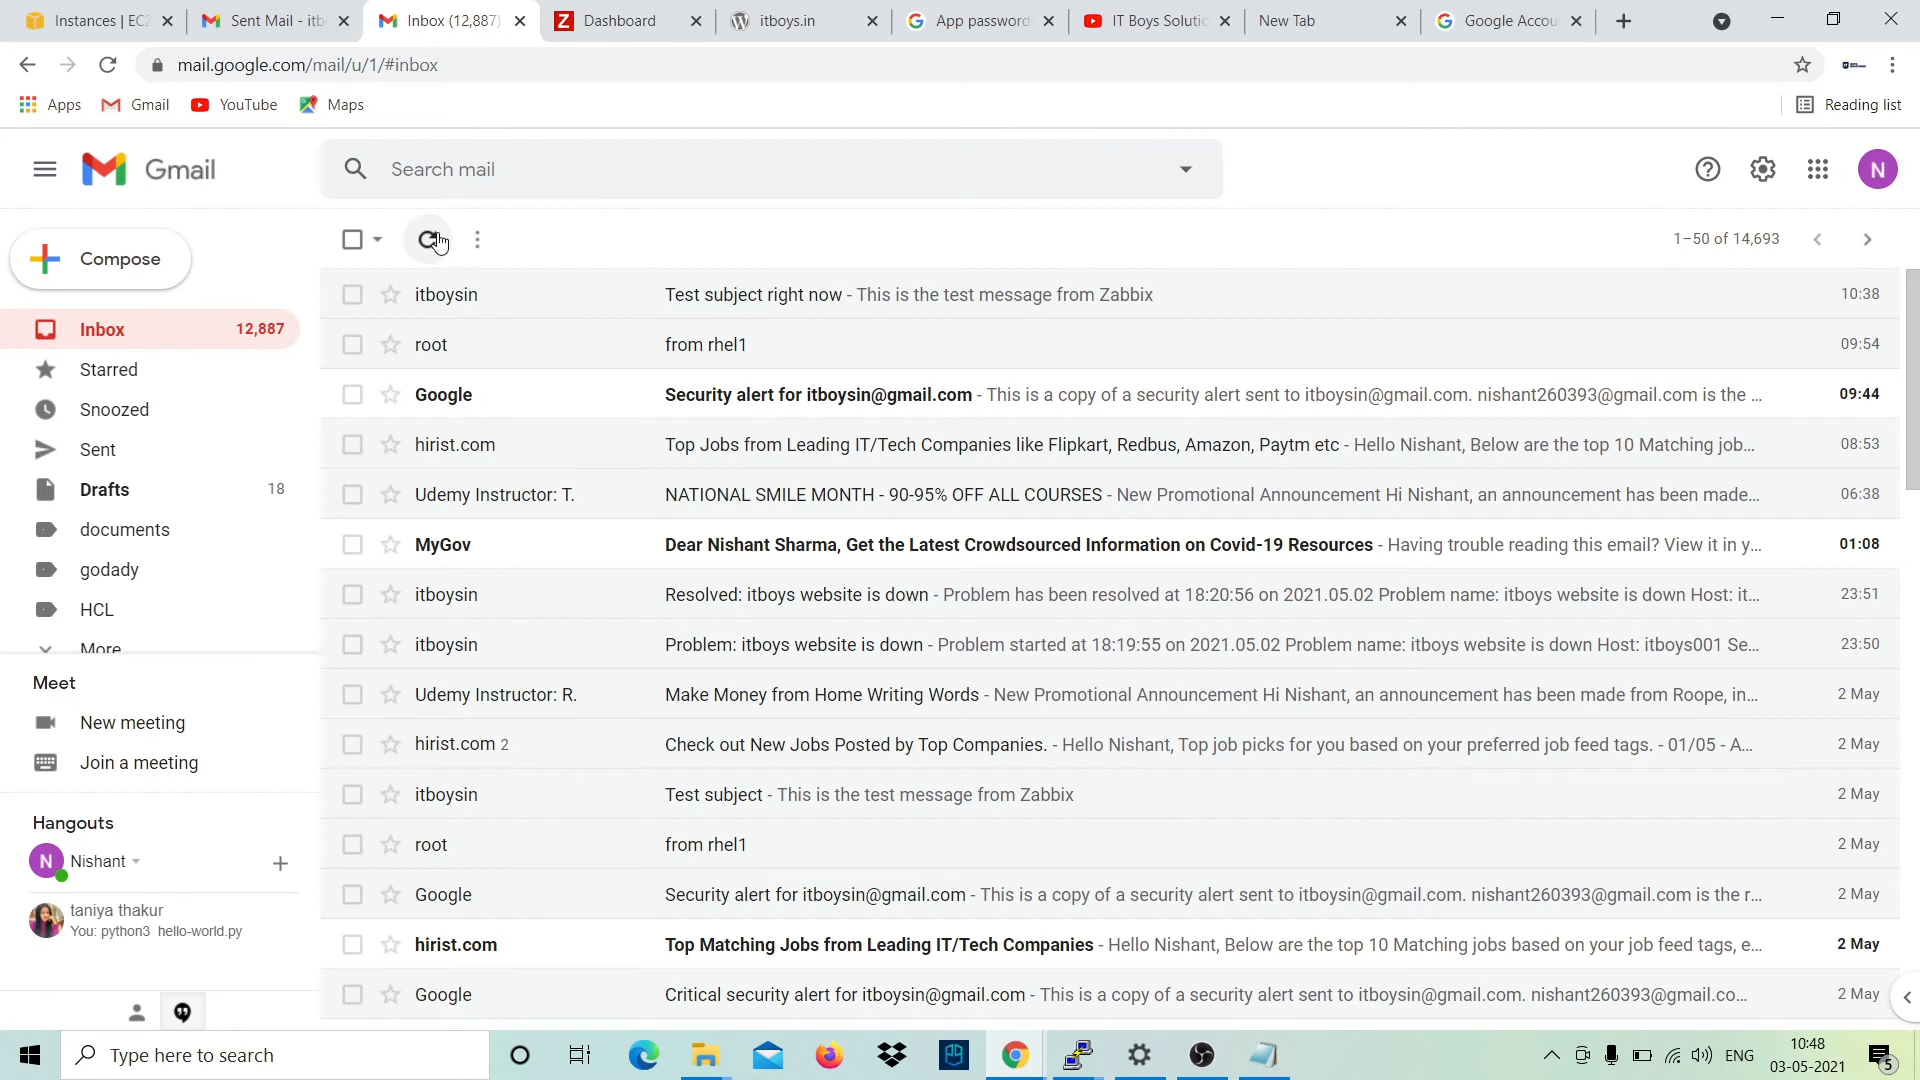 Instances | EC2
Sent Mail - itb
Inbox (12,887)
Dashboard
itboys.in
App password
IT Boys Soluti
New Tab
Google Accou
mail.google.com/mail/u/1/#inbox
Apps
Gmail
YouTube
Maps
Reading list
Gmail
Search mail
N
Compose
1–50 of 14,693
Inbox 12,887
Starred
Snoozed
Sent
Drafts 18
documents
godady
HCL
More
Meet
New meeting
Join a meeting
Hangouts
N Nishant
taniya thakur
You: python3 hello-world.py
itboysin Test subject right now - This is the test message from Zabbix 10:38
root from rhel1 09:54
Google Security alert for itboysin@gmail.com - This is a copy of a security alert sent to itboysin@gmail.com. nishant260393@gmail.com is the ... 09:44
hirist.com Top Jobs from Leading IT/Tech Companies like Flipkart, Redbus, Amazon, Paytm etc - Hello Nishant, Below are the top 10 Matching job... 08:53
Udemy Instructor: T. NATIONAL SMILE MONTH - 90-95% OFF ALL COURSES - New Promotional Announcement Hi Nishant, an announcement has been made... 06:38
MyGov Dear Nishant Sharma, Get the Latest Crowdsourced Information on Covid-19 Resources - Having trouble reading this email? View it in y... 01:08
itboysin Resolved: itboys website is down - Problem has been resolved at 18:20:56 on 2021.05.02 Problem name: itboys website is down Host: it... 23:51
itboysin Problem: itboys website is down - Problem started at 18:19:55 on 2021.05.02 Problem name: itboys website is down Host: itboys001 Se... 23:50
Udemy Instructor: R. Make Money from Home Writing Words - New Promotional Announcement Hi Nishant, an announcement has been made from Roope, in... 2 May
hirist.com 2 Check out New Jobs Posted by Top Companies. - Hello Nishant, Top job picks for you based on your preferred job feed tags. - 01/05 - A... 2 May
itboysin Test subject - This is the test message from Zabbix 2 May
root from rhel1 2 May
Google Security alert for itboysin@gmail.com - This is a copy of a security alert sent to itboysin@gmail.com. nishant260393@gmail.com is the r... 2 May
hirist.com Top Matching Jobs from Leading IT/Tech Companies - Hello Nishant, Below are the top 10 Matching jobs based on your job feed tags, e... 2 May
Google Critical security alert for itboysin@gmail.com - This is a copy of a security alert sent to itboysin@gmail.com. nishant260393@gmail.co... 2 May
Type here to search
ENG
10:48
03-05-2021
5